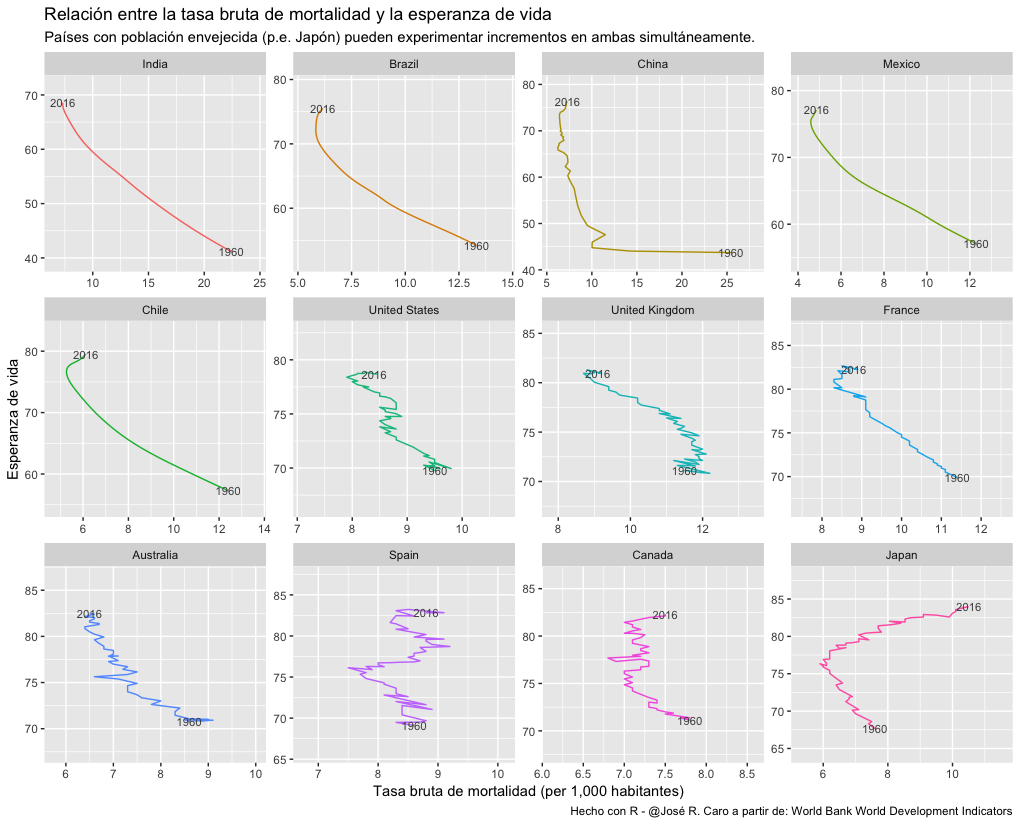 Relación entre la tasa bruta de mortalidad y la esperanza de vida
Países con población envejecida (p.e. Japón) pueden experimentar incrementos en ambas simultáneamente.
India
Brazil
China
Mexico
70
60
50
40
2016
1960
10 15 20 25
80
70
60
2016
1960
5.0 7.5 10.0 12.5 15.0
80
70
60
50
40
2016
1960
5 10 15 20 25
80
70
60
2016
1960
4 6 8 10 12
Chile
United States
United Kingdom
France
80
70
60
2016
1960
6 8 10 12 14
80
75
70
2016
1960
7 8 9 10
85
80
75
70
2016
1960
8 10 12
85
80
75
70
2016
1960
8 9 10 11 12
Australia
Spain
Canada
Japan
85
80
75
70
2016
1960
6 7 8 9 10
85
80
75
70
65
2016
1960
7 8 9 10
85
80
75
70
2016
1960
6.0 6.5 7.0 7.5 8.0 8.5
85
80
75
70
65
2016
1960
6 8 10
Esperanza de vida
Tasa bruta de mortalidad (per 1,000 habitantes)
Hecho con R - @José R. Caro a partir de: World Bank World Development Indicators